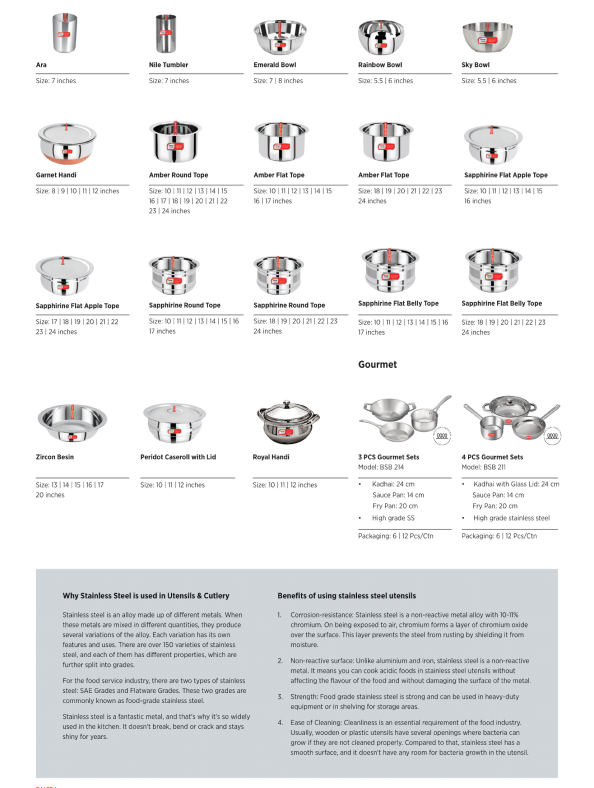 Ara
Size: 7 inches
Nile Tumbler
Size: 7 inches
Emerald Bowl
Size: 7 | 8 inches
Rainbow Bowl
Size: 5.5 | 6 inches
Sky Bowl
Size: 5.5 | 6 inches
Garnet Handi
Size: 8 | 9 | 10 | 11 | 12 inches
Amber Round Tope
Size: 10 | 11 | 12 | 13 | 14 | 15
16 | 17 | 18 | 19 | 20 | 21 | 22
23 | 24 inches
Amber Flat Tope
Size: 10 | 11 | 12 | 13 | 14 | 15
16 | 17 inches
Amber Flat Tope
Size: 18 | 19 | 20 | 21 | 22 | 23
24 inches
Sapphirine Flat Apple Tope
Size: 10 | 11 | 12 | 13 | 14 | 15
16 inches
Sapphirine Flat Apple Tope
Size: 17 | 18 | 19 | 20 | 21 | 22
23 | 24 inches
Sapphirine Round Tope
Size: 10 | 11 | 12 | 13 | 14 | 15 | 16
17 inches
Sapphirine Round Tope
Size: 18 | 19 | 20 | 21 | 22 | 23
24 inches
Sapphirine Flat Belly Tope
Size: 10 | 11 | 12 | 13 | 14 | 15 | 16
17 inches
Sapphirine Flat Belly Tope
Size: 18 | 19 | 20 | 21 | 22 | 23
24 inches
Gourmet
Zircon Besin
Size: 13 | 14 | 15 | 16 | 17
20 inches
Peridot Caseroll with Lid
Size: 10 | 11 | 12 inches
Royal Handi
Size: 10 | 11 | 12 inches
3 PCS Gourmet Sets
Model: BSB 214
• Kadhai: 24 cm
Sauce Pan: 14 cm
Fry Pan: 20 cm
• High grade SS
Packaging: 6 | 12 Pcs/Ctn
4 PCS Gourmet Sets
Model: BSB 211
• Kadhai with Glass Lid: 24 cm
Sauce Pan: 14 cm
Fry Pan: 20 cm
• High grade stainless steel
Packaging: 6 | 12 Pcs/Ctn
Why Stainless Steel is used in Utensils & Cutlery
Stainless steel is an alloy made up of different metals. When
these metals are mixed in different quantities, they produce
several variations of the alloy. Each variation has its own
features and uses. There are over 150 varieties of stainless
steel, and each of them has different properties, which are
further split into grades.
For the food service industry, there are two types of stainless
steel: SAE Grades and Flatware Grades. These two grades are
commonly known as food-grade stainless steel.
Stainless steel is a fantastic metal, and that's why it's so widely
used in the kitchen. It doesn't break, bend or crack and stays
shiny for years.
Benefits of using stainless steel utensils
1. Corrosion-resistance: Stainless steel is a non-reactive metal alloy with 10-11%
chromium. On being exposed to air, chromium forms a layer of chromium oxide
over the surface. This layer prevents the steel from rusting by shielding it from
moisture.
2. Non-reactive surface: Unlike aluminium and iron, stainless steel is a non-reactive
metal. It means you can cook acidic foods in stainless steel utensils without
affecting the flavour of the food and without damaging the surface of the metal.
3. Strength: Food grade stainless steel is strong and can be used in heavy-duty
equipment or in shelving for storage areas.
4. Ease of Cleaning: Cleanliness is an essential requirement of the food industry.
Usually, wooden or plastic utensils have several openings where bacteria can
grow if they are not cleaned properly. Compared to that, stainless steel has a
smooth surface, and it doesn't have any room for bacteria growth in the utensil.